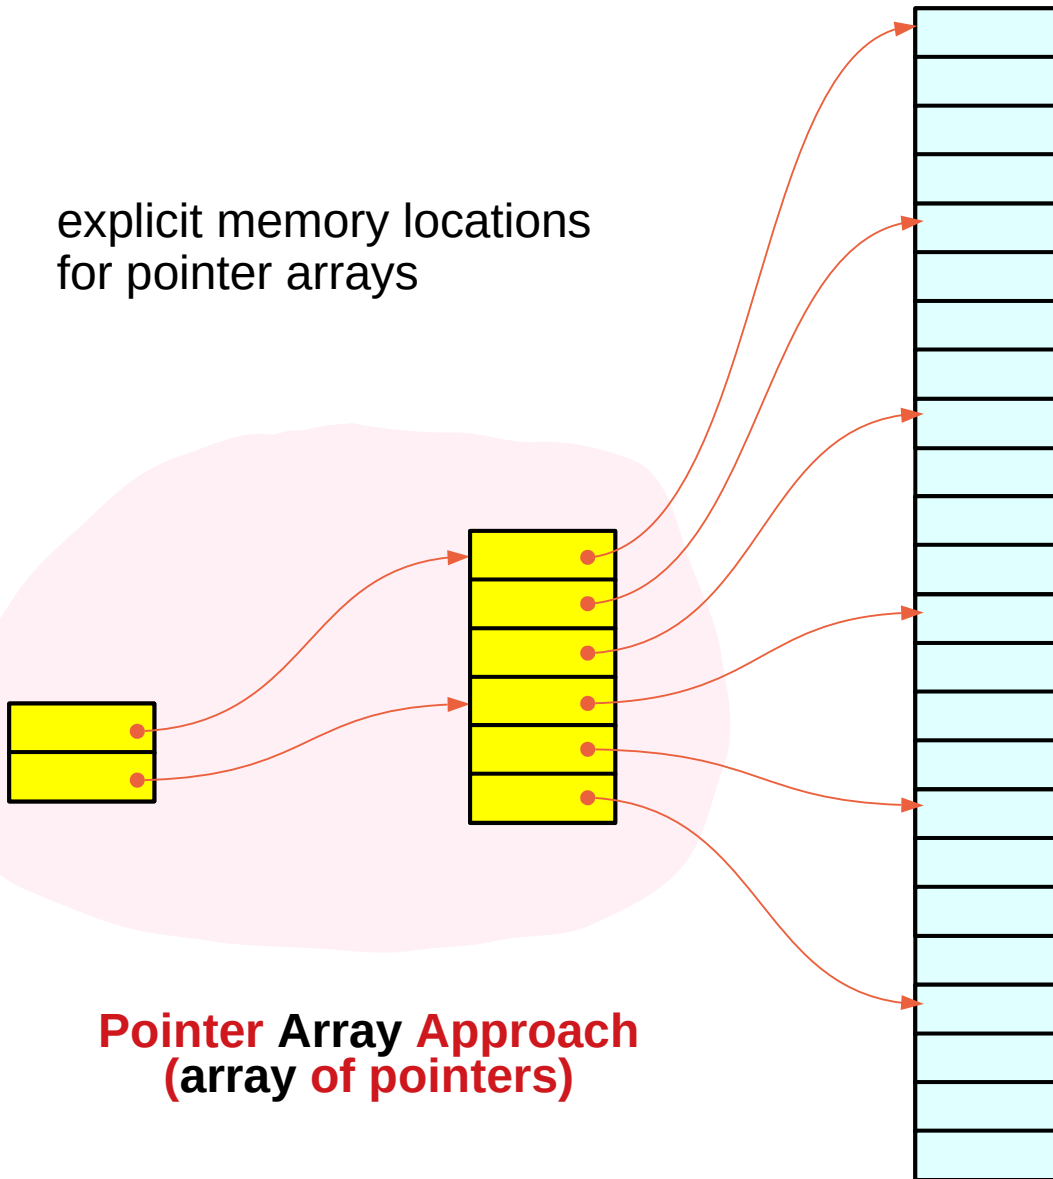 explicit memory locations
for pointer arrays
Pointer Array Approach
(array of pointers)